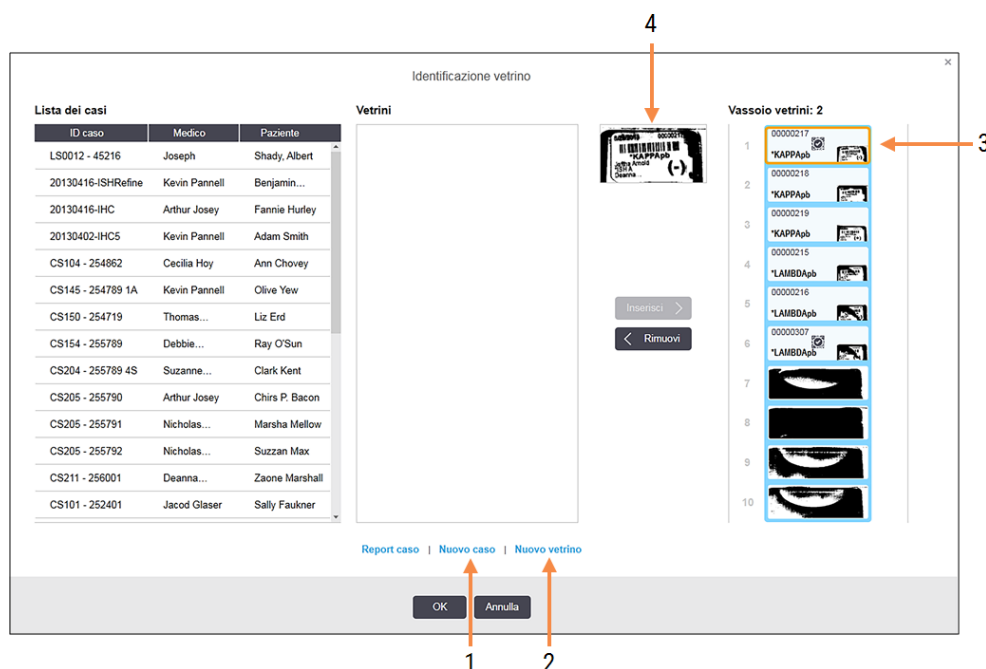 4
×
Identificazione vetrino
Lista dei casi
Vetrini
Vassoio vetrini: 2
ID caso Medico Paziente
LS0012 - 45216 Joseph Shady, Albert
20130416-ISHRefine Kevin Pannell Benjamin...
20130416-IHC Arthur Josey Fannie Hurley
20130402-IHC5 Kevin Pannell Adam Smith
CS104 - 254862 Cecilia Hoy Ann Chovey
CS145 - 254789 1A Kevin Pannell Olive Yew
CS150 - 254719 Thomas... Liz Erd
CS154 - 255789 Debbie... Ray O'Sun
CS204 - 255789 4S Suzanne... Clark Kent
CS205 - 255790 Arthur Josey Chirs P. Bacon
CS205 - 255791 Nicholas... Marsha Mellow
CS205 - 255792 Nicholas... Suzzan Max
CS211 - 256001 Deanna... Zaone Marshall
CS101 - 252401 Jacod Glaser Sally Faukner
*KAPPApb
Jeffha Arnold
*ISH A
Deanna...
(-)
Inserisci >
< Rimuovi
1 00000217
*KAPPApb
2 00000218
*KAPPApb
3 00000219
*KAPPApb
4 00000215
*LAMBDApb
5 00000216
*LAMBDApb
6 00000307
*LAMBDApb
7
8
9
10
3
Report caso | Nuovo caso | Nuovo vetrino
OK Annulla
1 2